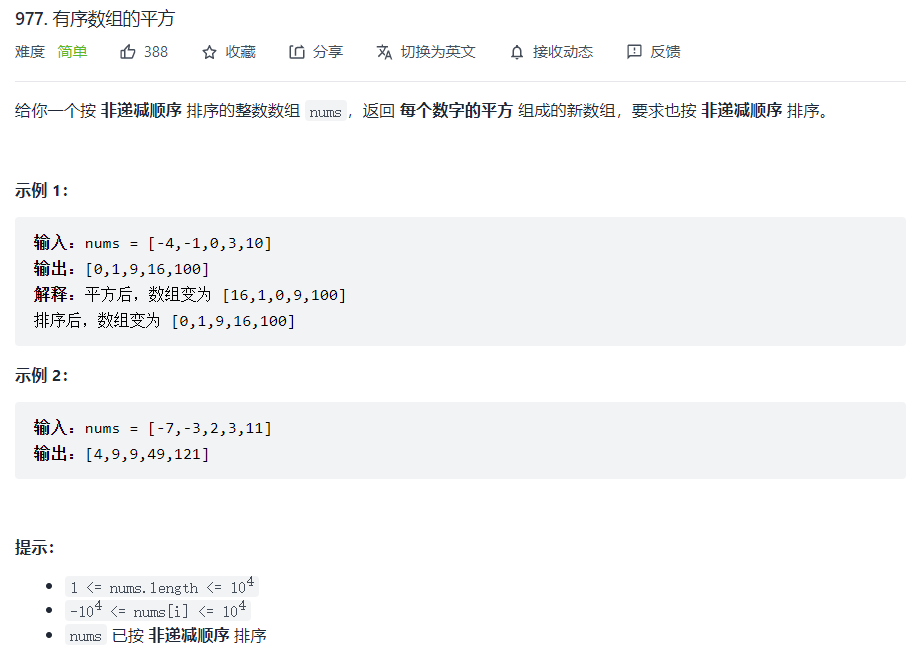 977. 有序数组的平方
难度 简单 388 收藏 分享 切换为英文 接收动态 反馈
给你一个按 非递减顺序 排序的整数数组 nums，返回 每个数字的平方 组成的新数组，要求也按 非递减顺序 排序。
示例 1：
输入：nums = [-4,-1,0,3,10]
输出：[0,1,9,16,100]
解释：平方后，数组变为 [16,1,0,9,100]
排序后，数组变为 [0,1,9,16,100]
示例 2：
输入：nums = [-7,-3,2,3,11]
输出：[4,9,9,49,121]
提示：
1 <= nums.length <= 10⁴
-10⁴ <= nums[i] <= 10⁴
nums 已按 非递减顺序 排序